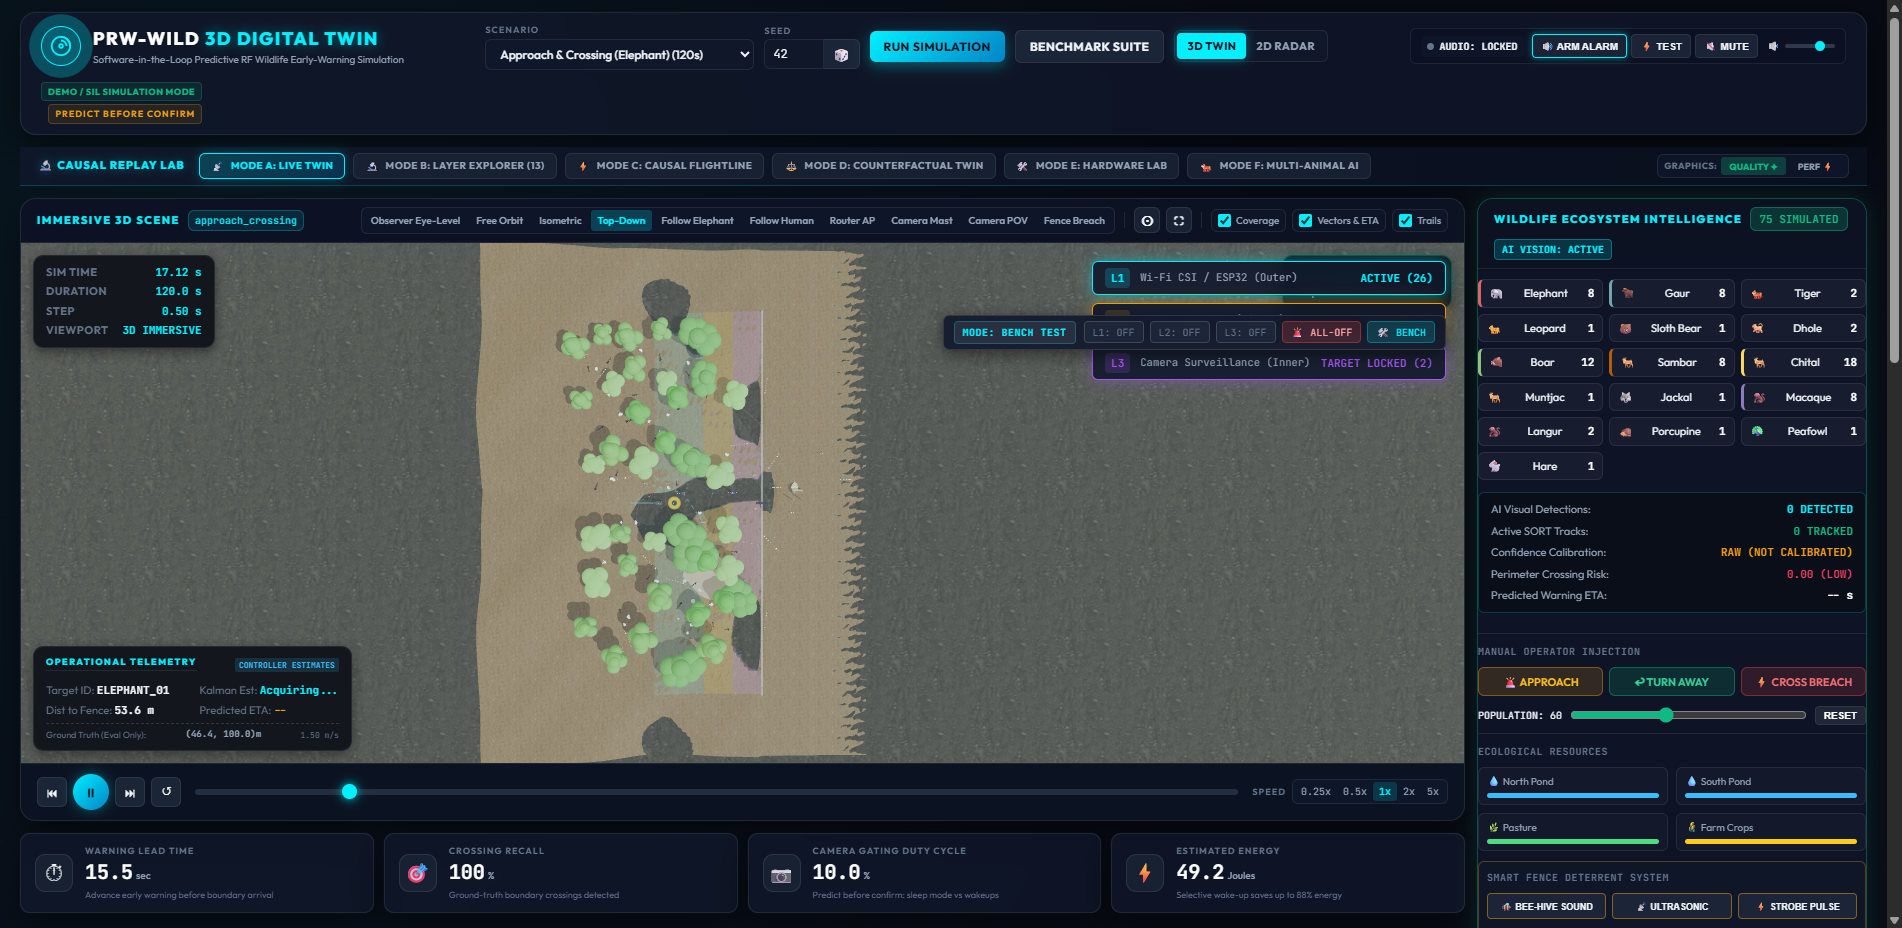 PRW-WILD 3D DIGITAL TWIN
Software-in-the-Loop Predictive RF Wildlife Early-Warning Simulation
DEMO / SIL SIMULATION MODE
PREDICT BEFORE CONFIRM
SCENARIO
Approach & Crossing (Elephant) (120s)
SEED
42
RUN SIMULATION
BENCHMARK SUITE
3D TWIN
2D RADAR
AUDIO: LOCKED
ARM ALARM
TEST
MUTE
CAUSAL REPLAY LAB
MODE A: LIVE TWIN
MODE B: LAYER EXPLORER (13)
MODE C: CAUSAL FLIGHTLINE
MODE D: COUNTERFACTUAL TWIN
MODE E: HARDWARE LAB
MODE F: MULTI-ANIMAL AI
GRAPHICS:
QUALITY
PERF
IMMERSIVE 3D SCENE
approach_crossing
Observer Eye-Level
Free Orbit
Isometric
Top-Down
Follow Elephant
Follow Human
Router AP
Camera Mast
Camera POV
Fence Breach
Coverage
Vectors & ETA
Trails
SIM TIME 17.12 s
DURATION 120.0 s
STEP 0.50 s
VIEWPORT 3D IMMERSIVE
L1 Wi-Fi CSI / ESP32 (Outer) ACTIVE (26)
MODE: BENCH TEST
L1: OFF
L2: OFF
L3: OFF
ALL-OFF
BENCH
L3 Camera Surveillance (Inner) TARGET LOCKED (2)
OPERATIONAL TELEMETRY
CONTROLLER ESTIMATES
Target ID: ELEPHANT_01
Kalman Est: Acquiring...
Dist to Fence: 53.6 m
Predicted ETA: --
Ground Truth (Eval Only): (46.4, 100.0)m 1.50 m/s
SPEED
0.25x
0.5x
1x
2x
5x
WARNING LEAD TIME
15.5 sec
Advance early warning before boundary arrival
CROSSING RECALL
100 %
Ground-truth boundary crossings detected
CAMERA GATING DUTY CYCLE
10.0 %
Predict before confirm: sleep mode vs wakeups
ESTIMATED ENERGY
49.2 Joules
Selective wake-up saves up to 88% energy
WILDLIFE ECOSYSTEM INTELLIGENCE
75 SIMULATED
AI VISION: ACTIVE
Elephant 8
Gaur 8
Tiger 2
Leopard 1
Sloth Bear 1
Dhole 2
Boar 12
Sambar 8
Chital 18
Muntjac 1
Jackal 1
Macaque 8
Langur 2
Porcupine 1
Peafowl 1
Hare 1
AI Visual Detections: 0 DETECTED
Active SORT Tracks: 0 TRACKED
Confidence Calibration: RAW (NOT CALIBRATED)
Perimeter Crossing Risk: 0.00 (LOW)
Predicted Warning ETA: -- s
MANUAL OPERATOR INJECTION
APPROACH
TURN AWAY
CROSS BREACH
POPULATION: 60
RESET
ECOLOGICAL RESOURCES
North Pond
South Pond
Pasture
Farm Crops
SMART FENCE DETERRENT SYSTEM
BEE-HIVE SOUND
ULTRASONIC
STROBE PULSE